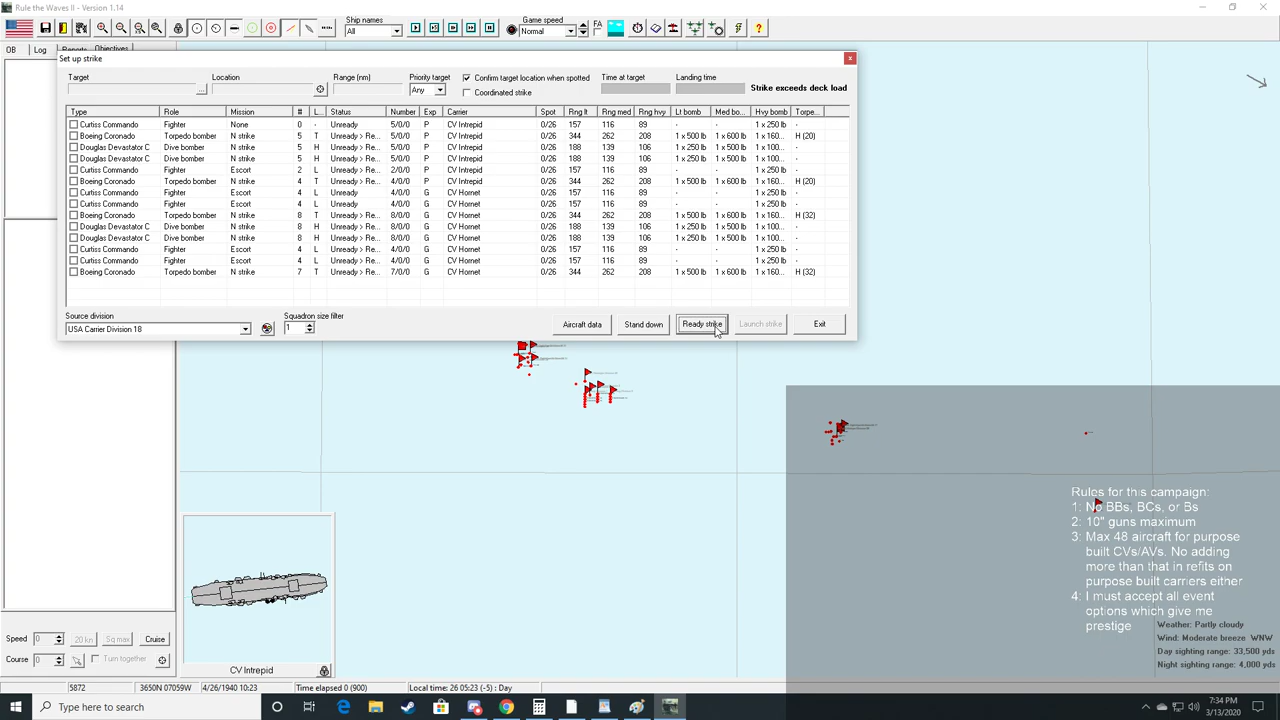 Rule the Waves II - Version 1.14
Ship names
All
Game speed
Normal
FA
OB Log Reports Objectives
Set up strike
Target
Location
Range (nm)
Priority target
Any
Confirm target location when spotted
Coordinated strike
Time at target
Landing time
Strike exceeds deck load
Type Role Mission # L... Status Number Exp Carrier Spot Rng lt Rng med Rng hvy Lt bomb Med bo... Hvy bomb Torpe...
Curtiss Commando Fighter None 0 - Unready 5/0/0 P CV Intrepid 0/26 157 116 89 1 x 250 lb -
Boeing Coronado Torpedo bomber N strike 5 T Unready > Re... 5/0/0 P CV Intrepid 0/26 344 262 208 1 x 500 lb 1 x 600 lb 1 x 160... H (20)
Douglas Devastator C Dive bomber N strike 5 H Unready > Re... 5/0/0 P CV Intrepid 0/26 188 139 106 1 x 250 lb 1 x 500 lb 1 x 100... -
Douglas Devastator C Dive bomber N strike 5 H Unready > Re... 5/0/0 P CV Intrepid 0/26 188 139 106 1 x 250 lb 1 x 500 lb 1 x 100... -
Curtiss Commando Fighter Escort 2 L Unready > Re... 2/0/0 P CV Intrepid 0/26 157 116 89 - - 1 x 250 lb -
Boeing Coronado Torpedo bomber N strike 4 T Unready > Re... 4/0/0 P CV Intrepid 0/26 344 262 208 1 x 500 lb 1 x 600 lb 1 x 160... H (20)
Curtiss Commando Fighter Escort 4 L Unready > Re... 4/0/0 G CV Hornet 0/26 157 116 89 - - 1 x 250 lb -
Curtiss Commando Fighter Escort 4 L Unready > Re... 4/0/0 G CV Hornet 0/26 157 116 89 - - 1 x 250 lb -
Boeing Coronado Torpedo bomber N strike 8 T Unready > Re... 8/0/0 G CV Hornet 0/26 344 262 208 1 x 500 lb 1 x 600 lb 1 x 160... H (32)
Douglas Devastator C Dive bomber N strike 8 H Unready > Re... 8/0/0 G CV Hornet 0/26 188 139 106 1 x 250 lb 1 x 500 lb 1 x 100... -
Douglas Devastator C Dive bomber N strike 8 H Unready > Re... 8/0/0 G CV Hornet 0/26 188 139 106 1 x 250 lb 1 x 500 lb 1 x 100... -
Curtiss Commando Fighter Escort 4 L Unready > Re... 4/0/0 G CV Hornet 0/26 157 116 89 - - 1 x 250 lb -
Curtiss Commando Fighter Escort 4 L Unready > Re... 4/0/0 G CV Hornet 0/26 157 116 89 - - 1 x 250 lb -
Boeing Coronado Torpedo bomber N strike 7 T Unready > Re... 7/0/0 G CV Hornet 0/26 344 262 208 1 x 500 lb 1 x 600 lb 1 x 160... H (32)
Source division
USA Carrier Division 18
Squadron size filter
1
Aircraft data
Stand down
Ready strike
Launch strike
Exit
Rules for this campaign:
1: No BBs, BCs, or Bs
2: 10" guns maximum
3: Max 48 aircraft for purpose
built CVs/AVs. No adding
more than that in refits on
purpose built carriers either
4: I must accept all event
options which give me
prestige
Weather: Partly cloudy
Wind: Moderate breeze WNW
Day sighting range: 33,500 yds
Night sighting range: 4,000 yds
Speed 0 20 kn Sq max Cruise
Course 0 Turn together
CV Intrepid
5872 3650N 07059W 4/26/1940 10:23 Time elapsed 0 (900) Local time: 26 05:23 (-5) : Day
Type here to search
7:34 PM
3/13/2020